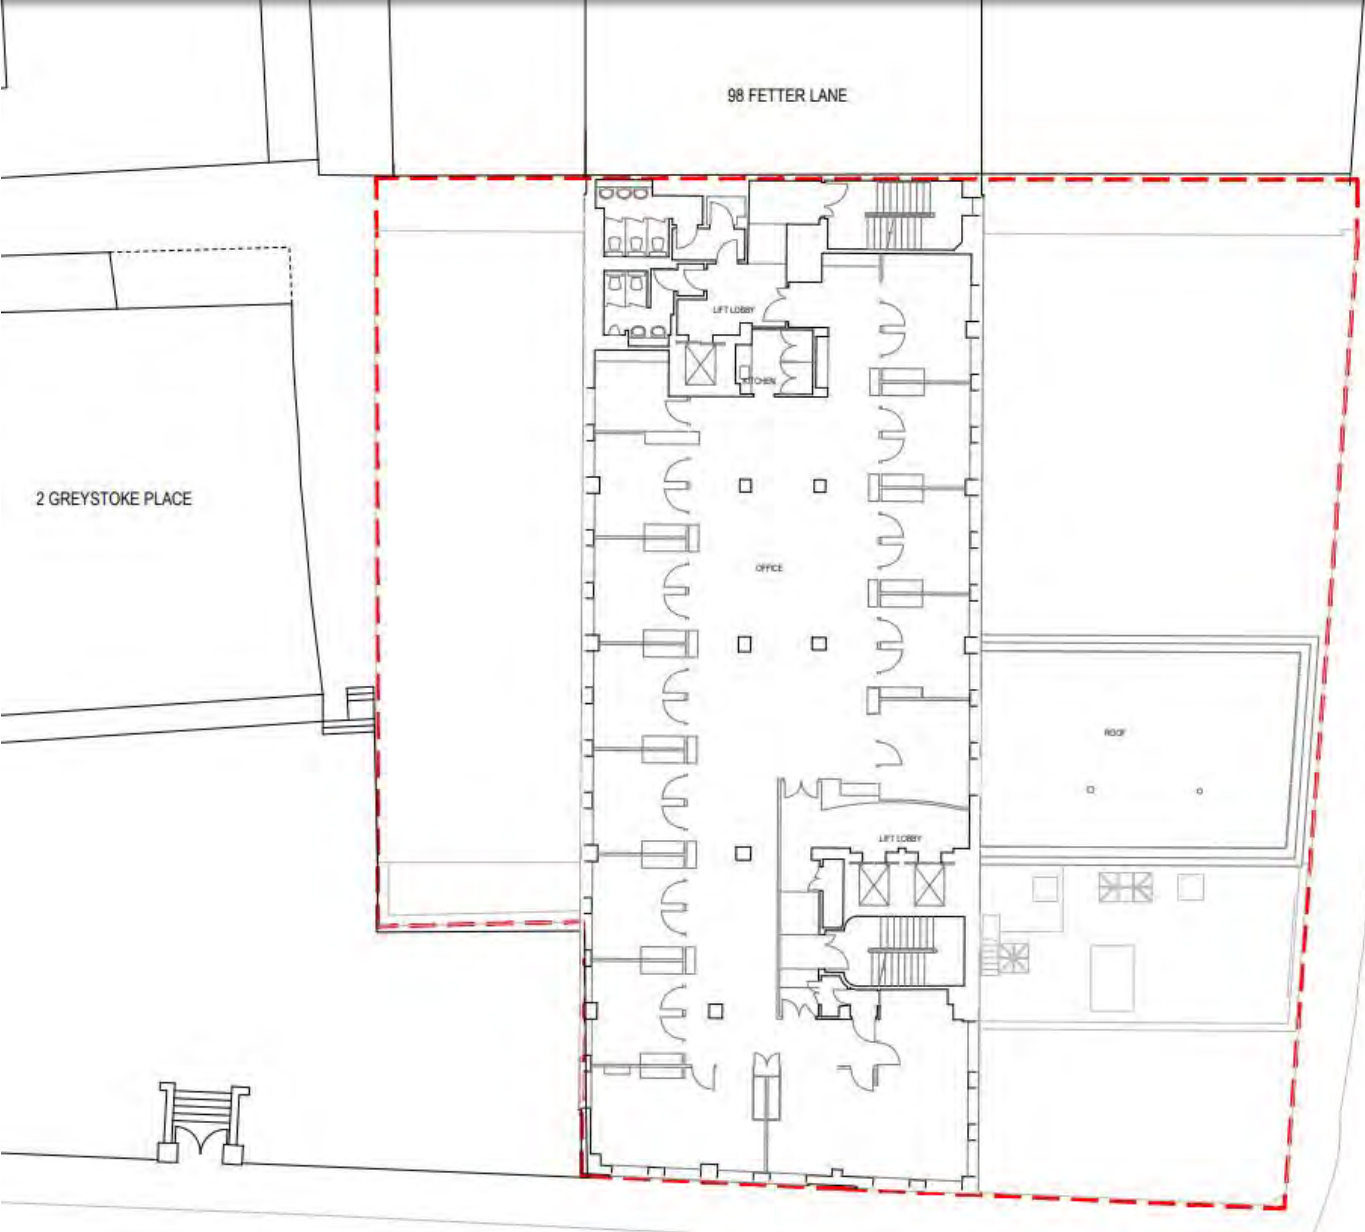 98 FETTER LANE
LIFT LOBBY
KITCHEN
2 GREYSTOKE PLACE
OFFICE
ROOF
LIFT LOBBY